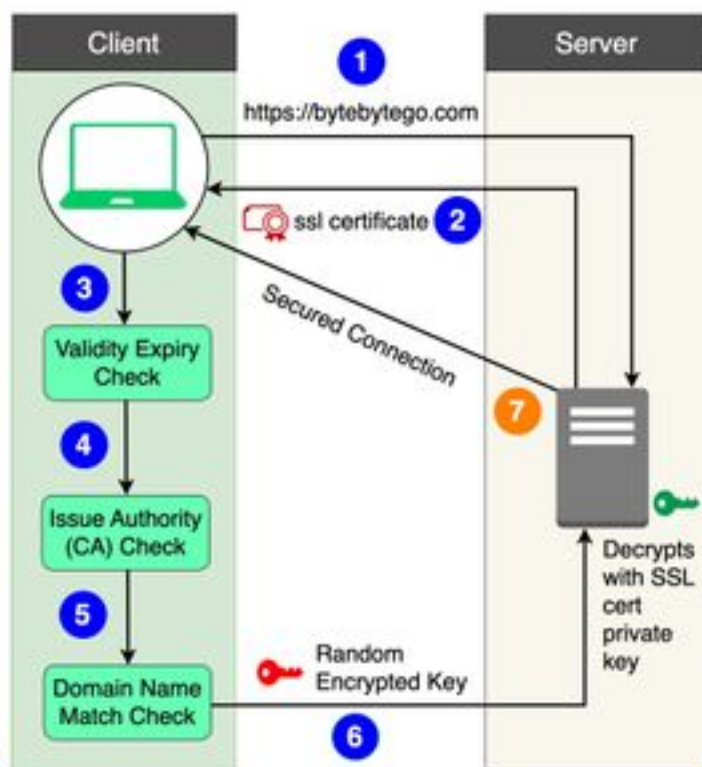 Client
Server
1
https://bytebytego.com
ssl certificate 2
3
Secured Connection
Validity Expiry
Check
7
4
Issue Authority
(CA) Check
Decrypts
with SSL
cert
private
key
5
Random
Encrypted Key
Domain Name
Match Check
6